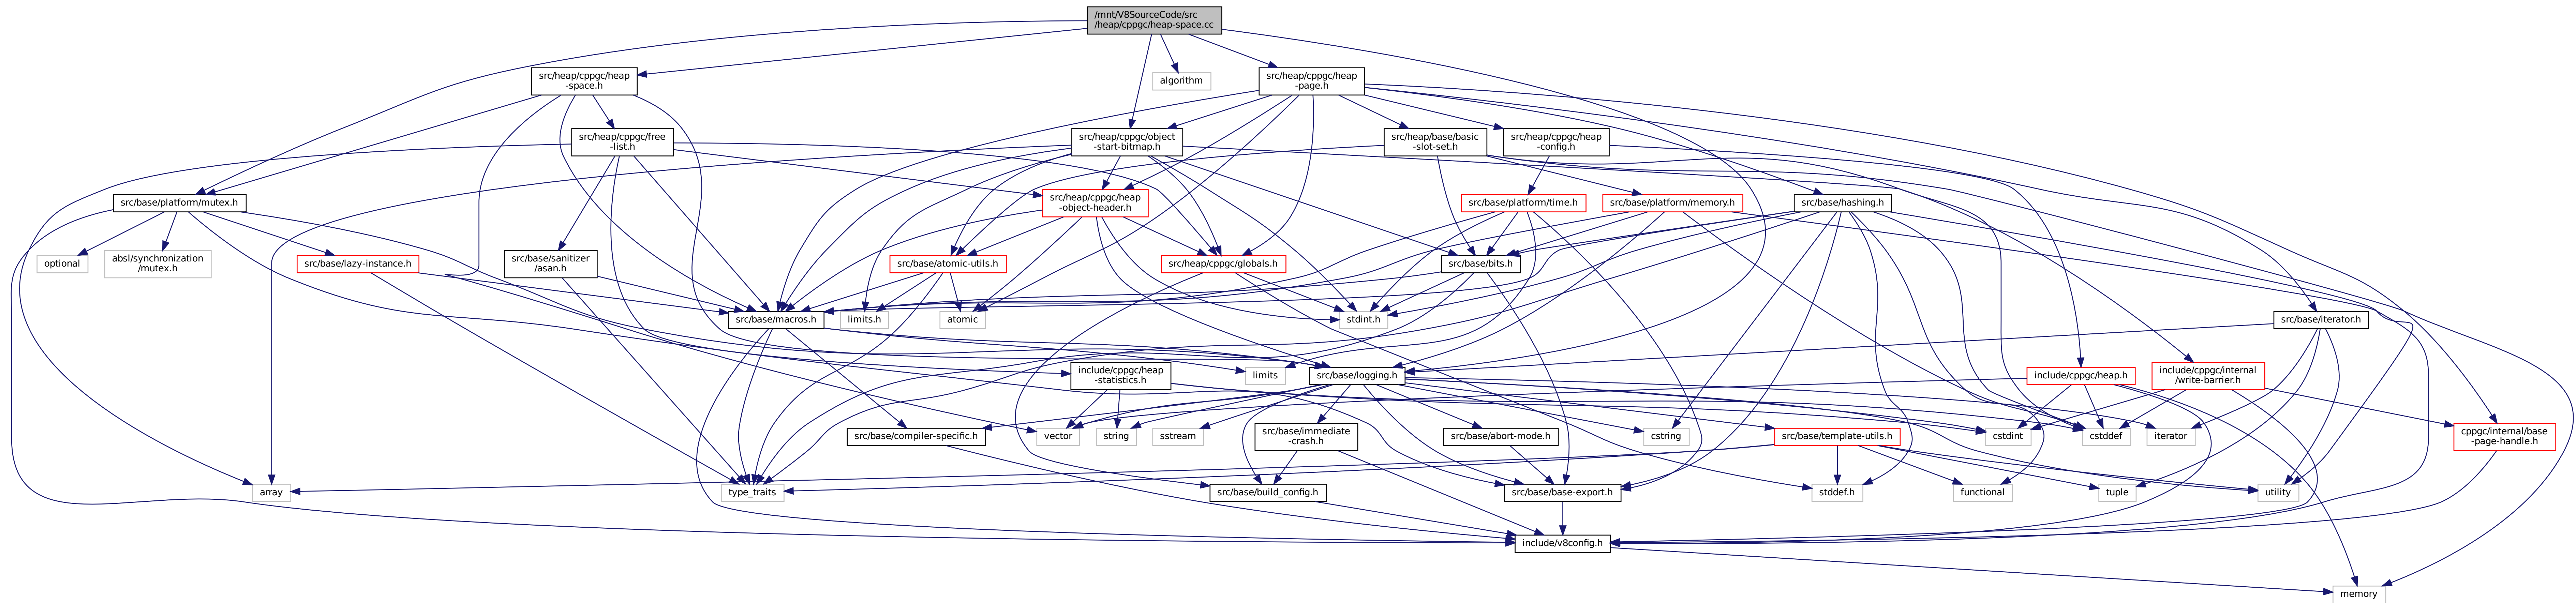 /mnt/V8SourceCode/src
/heap/cppgc/heap-space.cc
src/heap/cppgc/heap
-space.h
algorithm
src/heap/cppgc/heap
-page.h
src/heap/cppgc/free
-list.h
src/heap/cppgc/object
-start-bitmap.h
src/heap/base/basic
-slot-set.h
src/heap/cppgc/heap
-config.h
src/base/platform/mutex.h
src/heap/cppgc/heap
-object-header.h
src/base/platform/time.h
src/base/platform/memory.h
src/base/hashing.h
optional
absl/synchronization
/mutex.h
src/base/lazy-instance.h
src/base/sanitizer
/asan.h
src/base/atomic-utils.h
src/heap/cppgc/globals.h
src/base/bits.h
src/base/macros.h
limits.h
atomic
stdint.h
src/base/iterator.h
include/cppgc/heap
-statistics.h
limits
src/base/logging.h
include/cppgc/heap.h
include/cppgc/internal
/write-barrier.h
src/base/compiler-specific.h
vector
string
sstream
src/base/immediate
-crash.h
src/base/abort-mode.h
cstring
src/base/template-utils.h
cstdint
cstddef
iterator
cppgc/internal/base
-page-handle.h
array
type_traits
src/base/build_config.h
src/base/base-export.h
stddef.h
functional
tuple
utility
include/v8config.h
memory